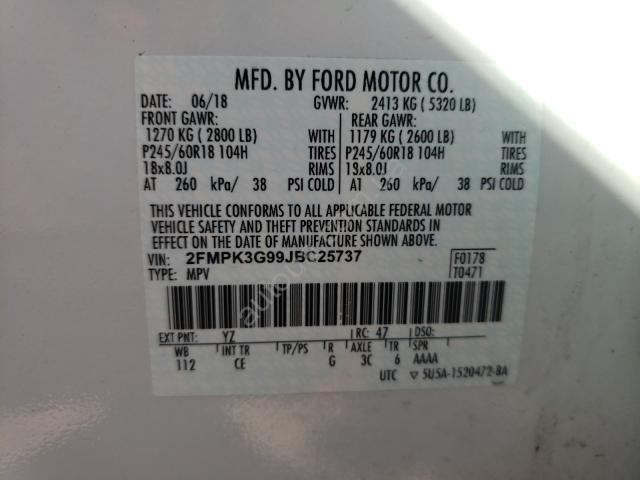 MFD. BY FORD MOTOR CO.
DATE: 06/18 GVWR: 2413 KG ( 5320 LB)
FRONT GAWR: REAR GAWR:
1270 KG ( 2800 LB) WITH 1179 KG ( 2600 LB) WITH
P245/60R18 104H TIRES P245/60R18 104H TIRES
18x8.0J RIMS 19x8.0J RIMS
AT 260 kPa/ 38 PSI COLD AT 260 kPa/ 38 PSI COLD
THIS VEHICLE CONFORMS TO ALL APPLICABLE FEDERAL MOTOR
VEHICLE SAFETY AND THEFT PREVENTION STANDARDS IN
EFFECT ON THE DATE OF MANUFACTURE SHOWN ABOVE.
VIN: 2FMPK3G99JBC25737 F0178
TYPE: MPV T0471
EXT PNT: YZ RC: 47 DSO:
WB INT TR TP/PS R AXLE TR SPR
112 CE G 3C 6 AAAA
UTC ▽ 5U5A-1520472-BA